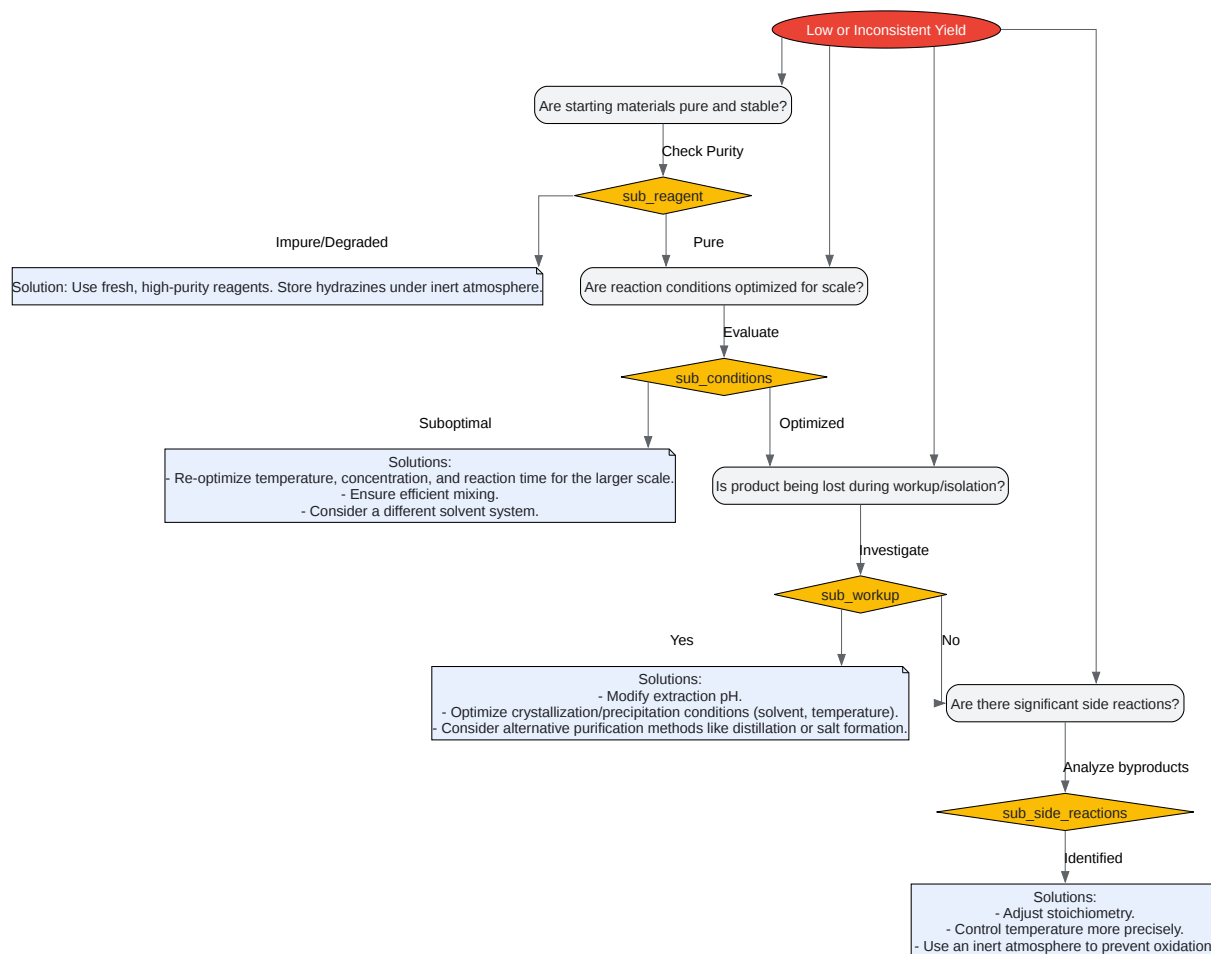 Low or Inconsistent Yield
Are starting materials pure and stable?
Check Purity
sub_reagent
Impure/Degraded
Pure
Solution: Use fresh, high-purity reagents. Store hydrazines under inert atmosphere.
Are reaction conditions optimized for scale?
Evaluate
sub_conditions
Suboptimal
Optimized
Solutions:
- Re-optimize temperature, concentration, and reaction time for the larger scale.
- Ensure efficient mixing.
- Consider a different solvent system.
Is product being lost during workup/isolation?
Investigate
sub_workup
Yes
No
Solutions:
- Modify extraction pH.
- Optimize crystallization/precipitation conditions (solvent, temperature).
- Consider alternative purification methods like distillation or salt formation.
Are there significant side reactions?
Analyze byproducts
sub_side_reactions
Identified
Solutions:
- Adjust stoichiometry.
- Control temperature more precisely.
- Use an inert atmosphere to prevent oxidation